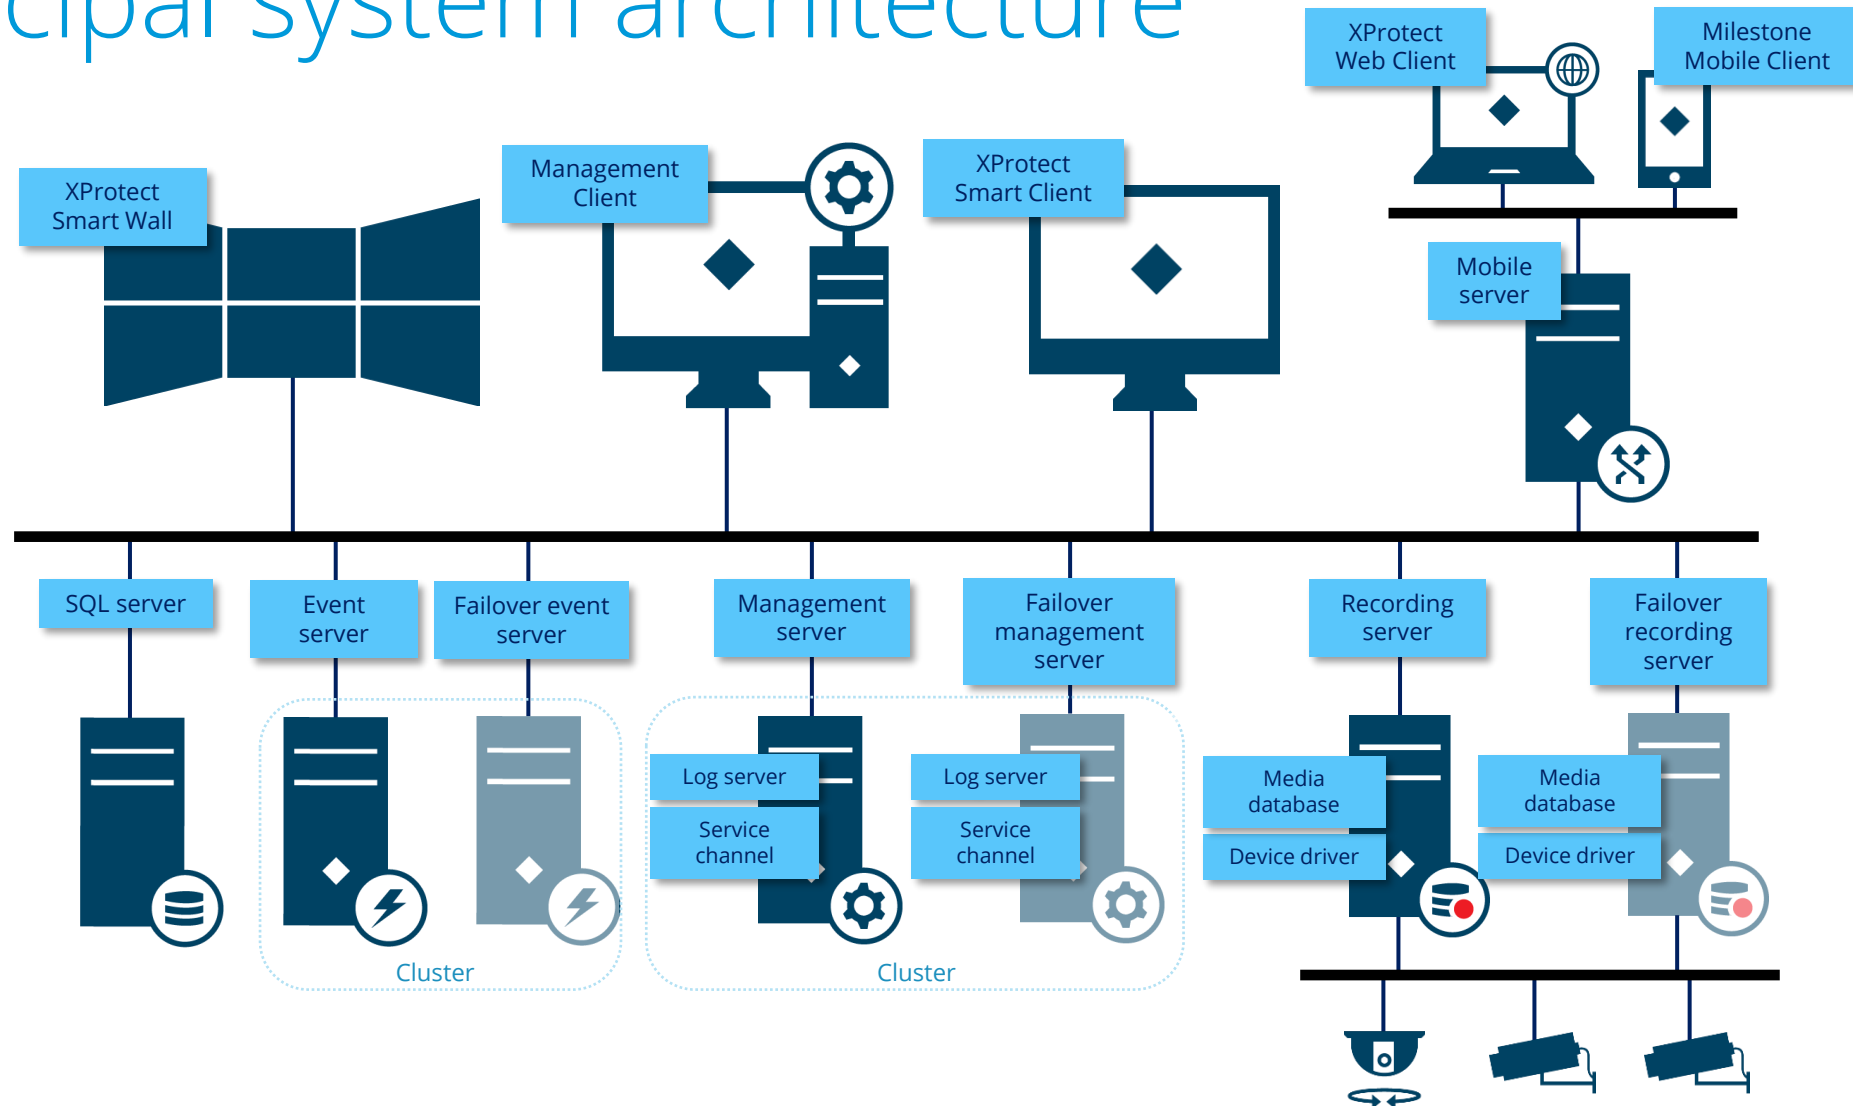 cipal system architecture
XProtect
Web Client
Milestone
Mobile Client
XProtect
Smart Wall
Management
Client
XProtect
Smart Client
Mobile
server
SQL server
Event
server
Failover event
server
Management
server
Failover
management
server
Recording
server
Failover
recording
server
Log server
Service
channel
Log server
Service
channel
Media
database
Device driver
Media
database
Device driver
Cluster
Cluster